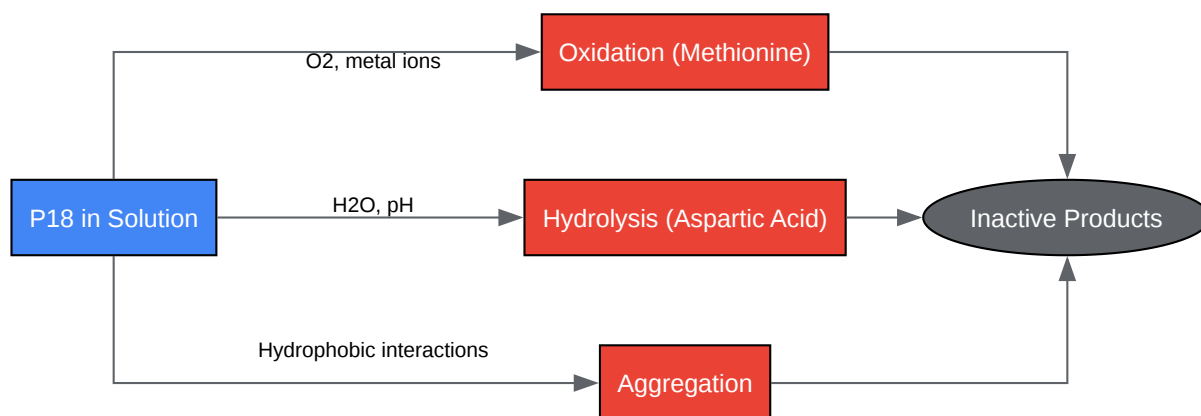 Oxidation (Methionine)
O2, metal ions
P18 in Solution
H2O, pH
Hydrolysis (Aspartic Acid)
Inactive Products
Hydrophobic interactions
Aggregation